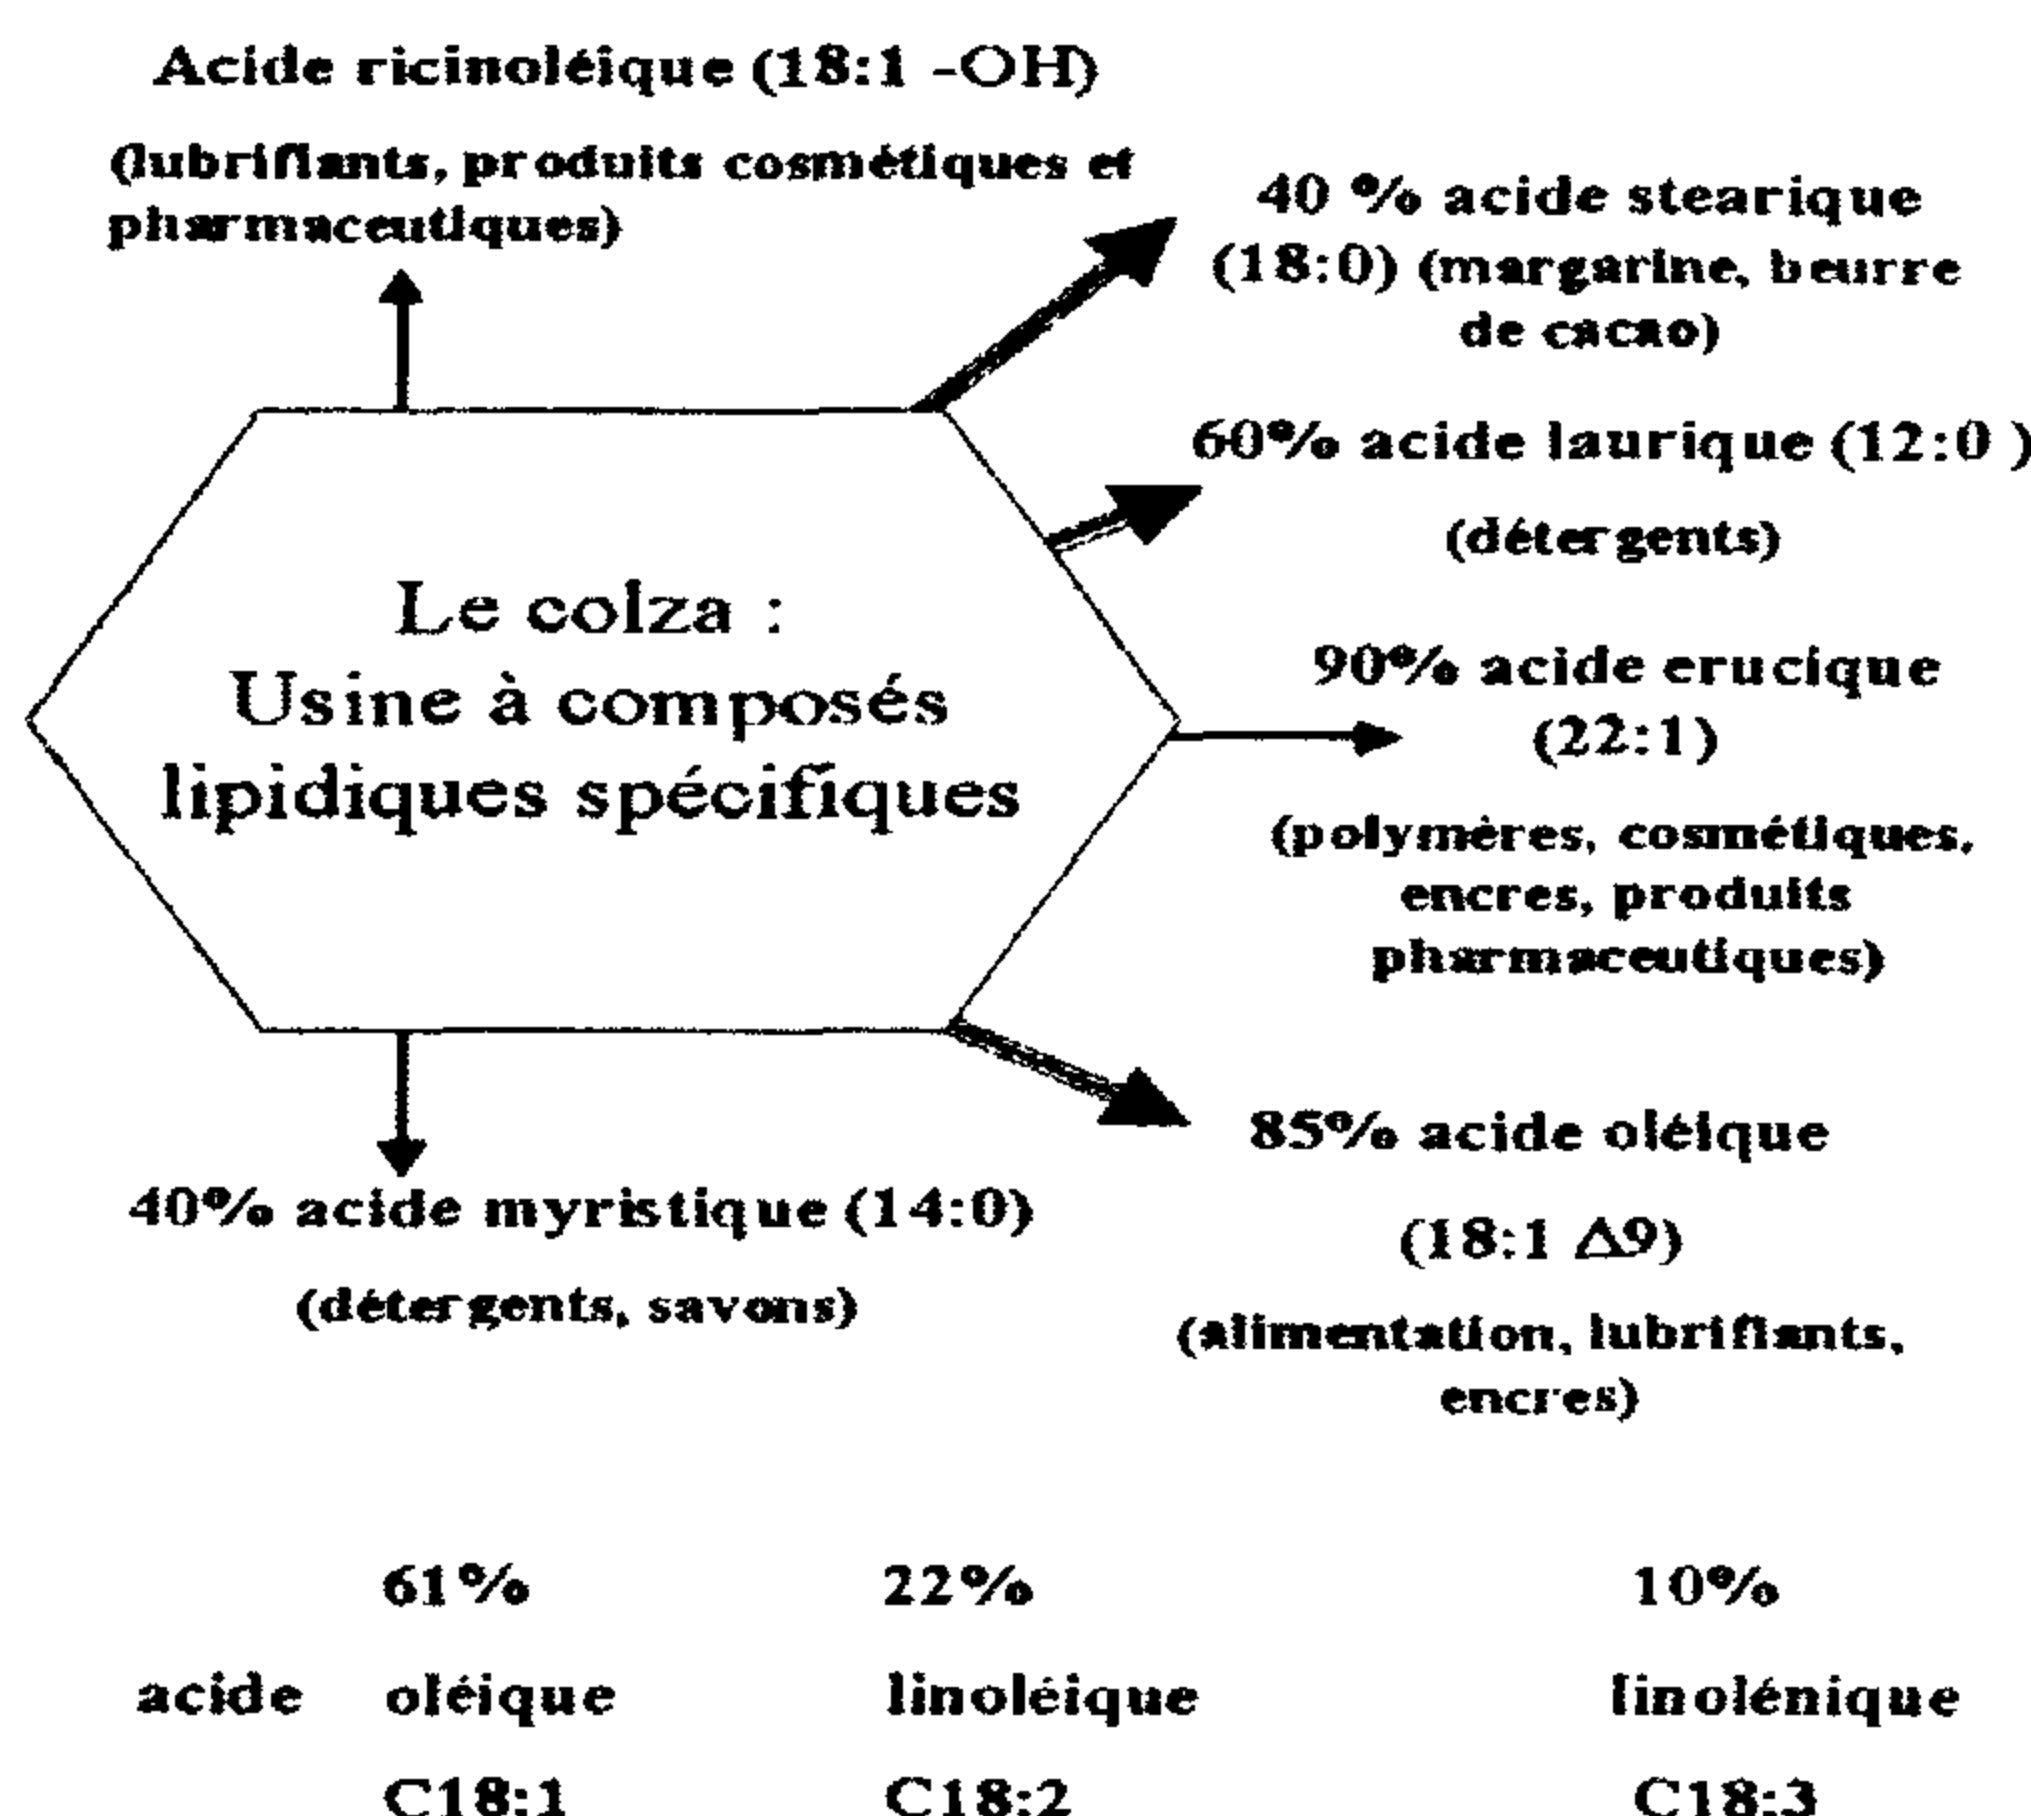 Acide ricinoléique (18:1 -OH)
(lubrifiants, produits cosmétiques et
pharmaceutiques)
40 % acide stearique
(18:0) (margarine, beurre
de cacao)
60% acide laurique (12:0 )
(détergents)
Le colza :
Usine à composés
lipidiques spécifiques
90% acide erucique
(22:1)
(polymères, cosmétiques,
encres, produits
pharmaceutiques)
85% acide oléique
(18:1 Δ9)
(alimentation, lubrifiants,
encres)
40% acide myristique (14:0)
(détergents, savons)
61% 22% 10%
acide oléique linoléique linolénique
C18:1 C18:2 C18:3